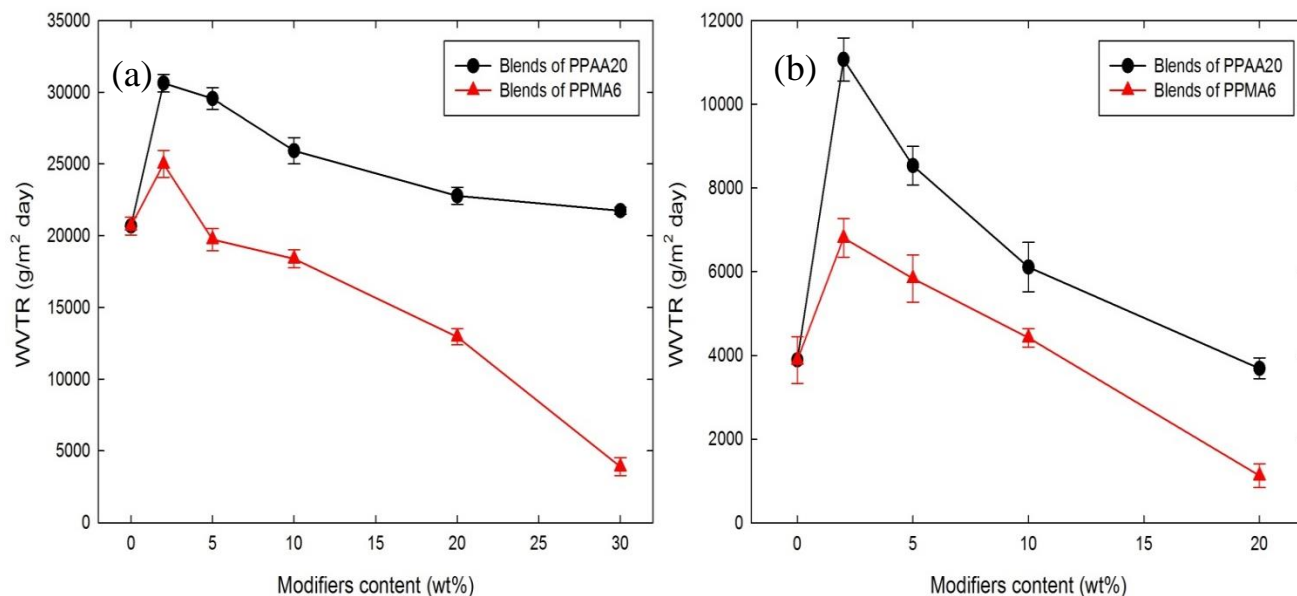 (a)
Blends of PPAA20
Blends of PPMA6
35000
30000
25000
20000
15000
10000
5000
0
WVTR (g/m² day)
0 5 10 15 20 25 30
Modifiers content (wt%)
(b)
Blends of PPAA20
Blends of PPMA6
12000
10000
8000
6000
4000
2000
0
WVTR (g/m² day)
0 5 10 15 20
Modifiers content (wt%)